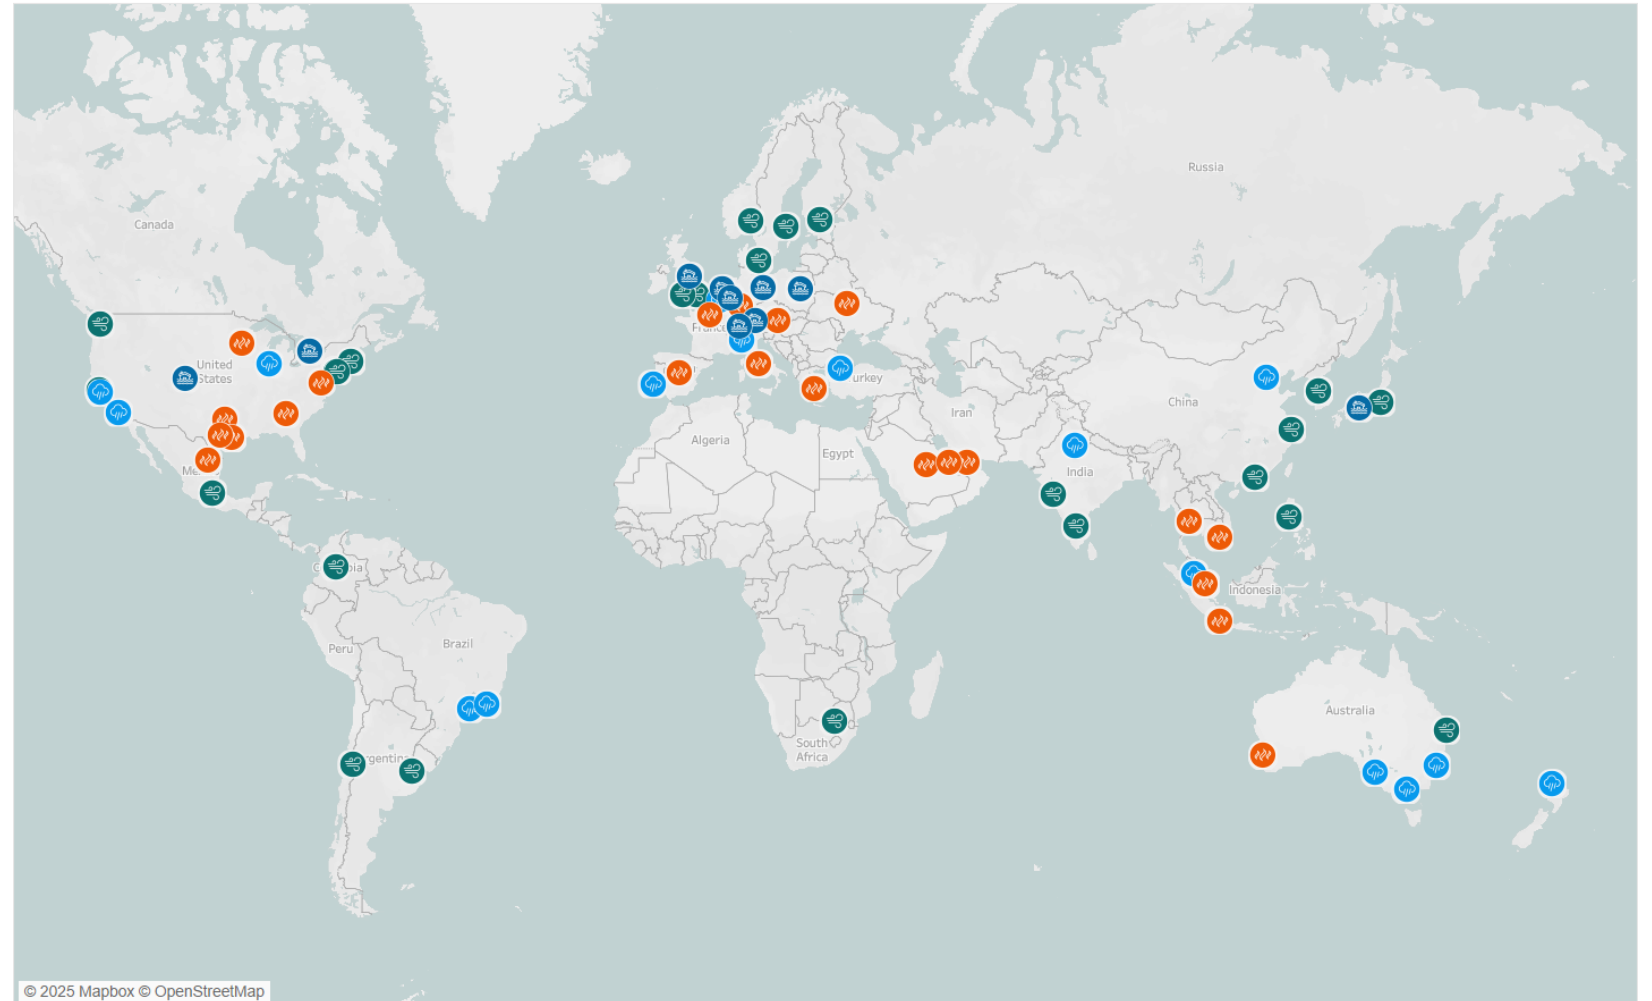 Russia
Canada
France
United
States
urkey
China
Iran
Algeria
Egypt
India
Indonesia
Brazil
Peru
Australia
South
Africa
© 2025 Mapbox © OpenStreetMap